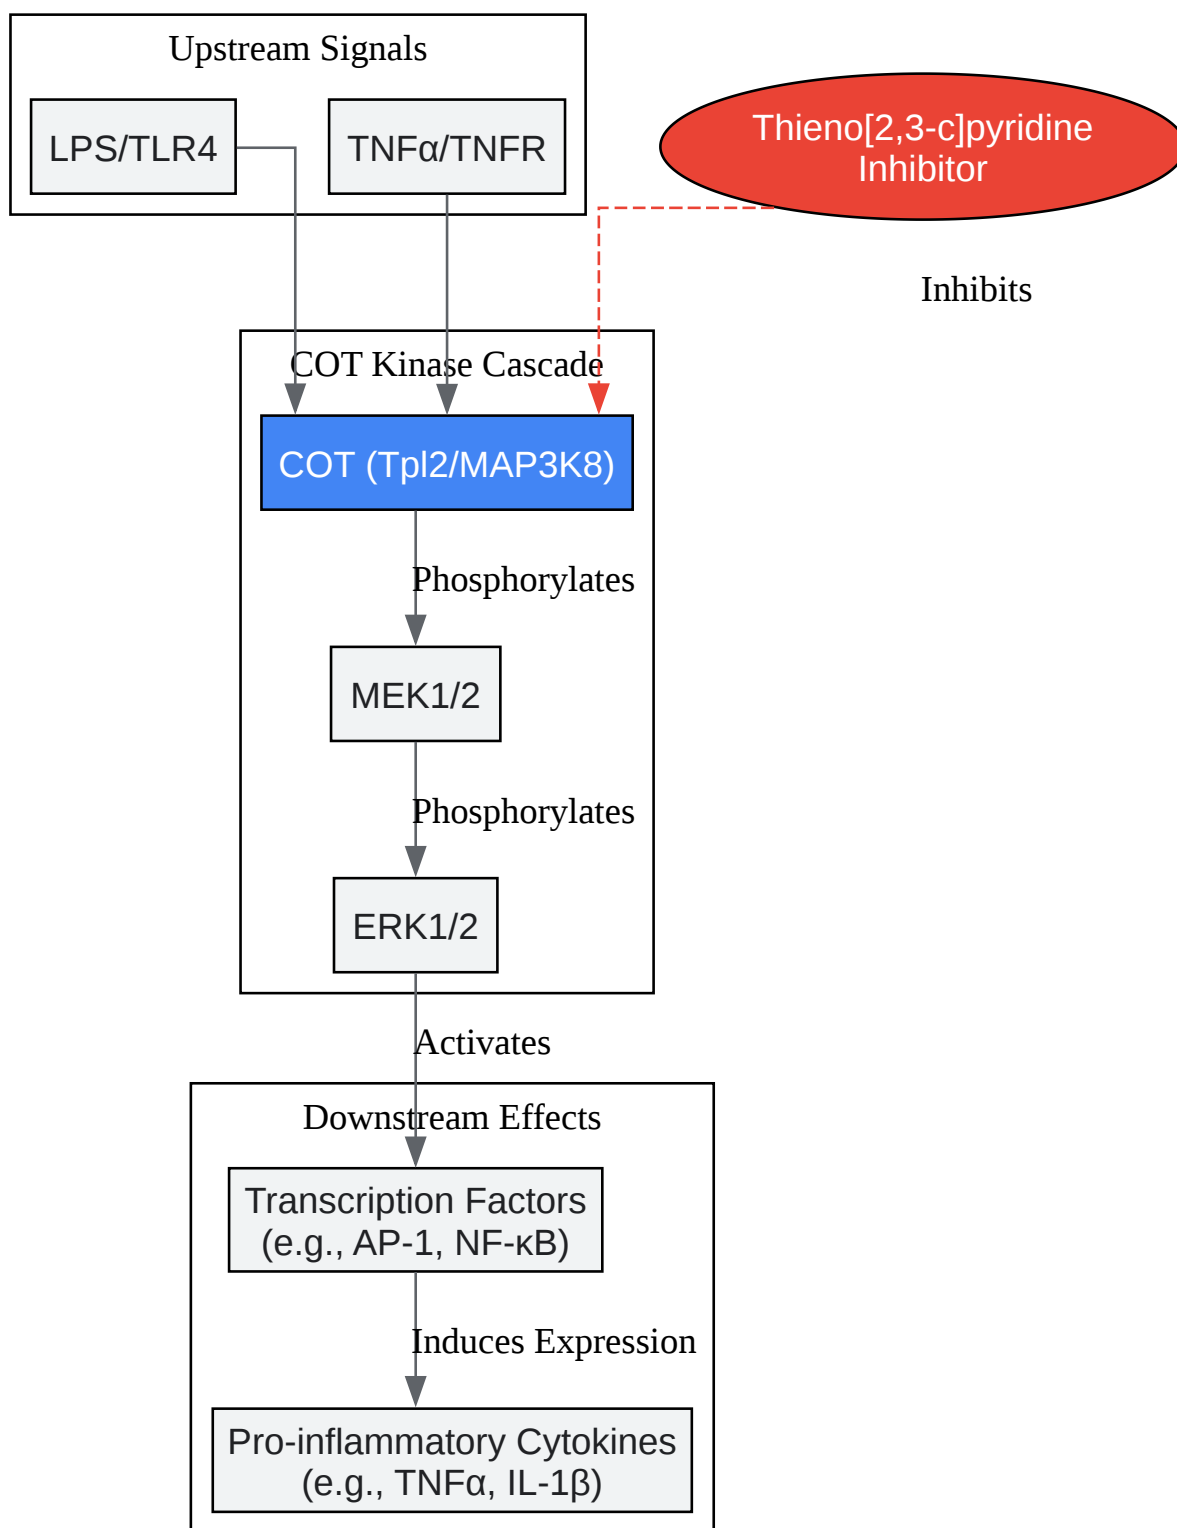 Upstream Signals
LPS/TLR4
TNFα/TNFR
Thieno[2,3-c]pyridine
Inhibitor
Inhibits
COT Kinase Cascade
COT (Tpl2/MAP3K8)
Phosphorylates
MEK1/2
Phosphorylates
ERK1/2
Activates
Downstream Effects
Transcription Factors
(e.g., AP-1, NF-κB)
Induces Expression
Pro-inflammatory Cytokines
(e.g., TNFα, IL-1β)